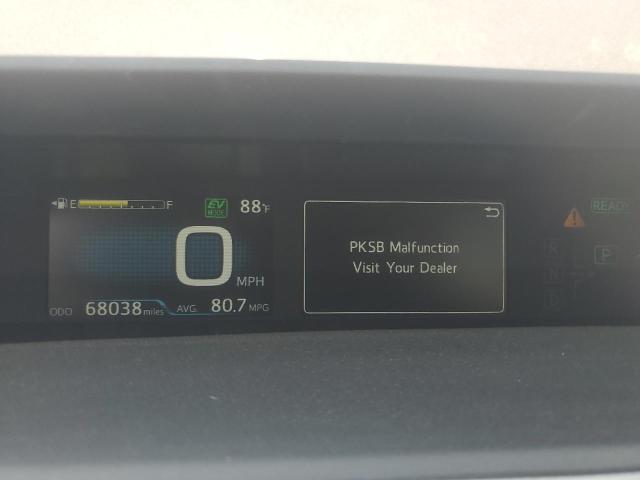 E F EV MODE 88°F
READY
0 MPH
PKSB Malfunction
Visit Your Dealer
R
N
P
ODO 68038 miles AVG. 80.7 MPG